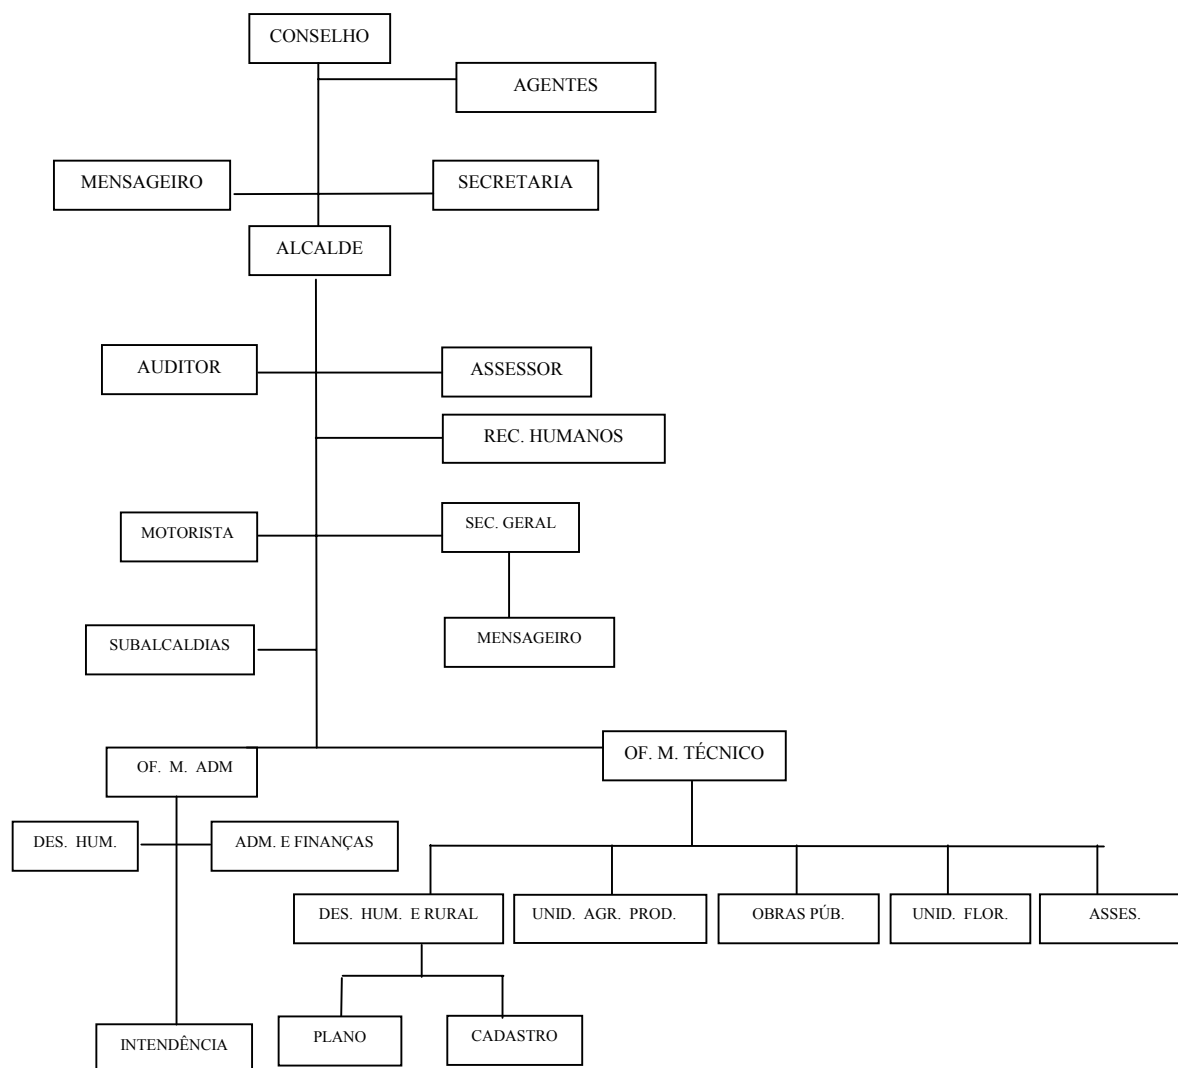 CONSELHO
AGENTES
MENSAGEIRO
SECRETARIA
ALCALDE
AUDITOR
ASSESSOR
REC. HUMANOS
MOTORISTA
SEC. GERAL
SUBALCALDIAS
MENSAGEIRO
OF. M. ADM
OF. M. TÉCNICO
DES. HUM.
ADM. E FINANÇAS
DES. HUM. E RURAL
UNID. AGR. PROD.
OBRAS PÚB.
UNID. FLOR.
ASSES.
INTENDÊNCIA
PLANO
CADASTRO